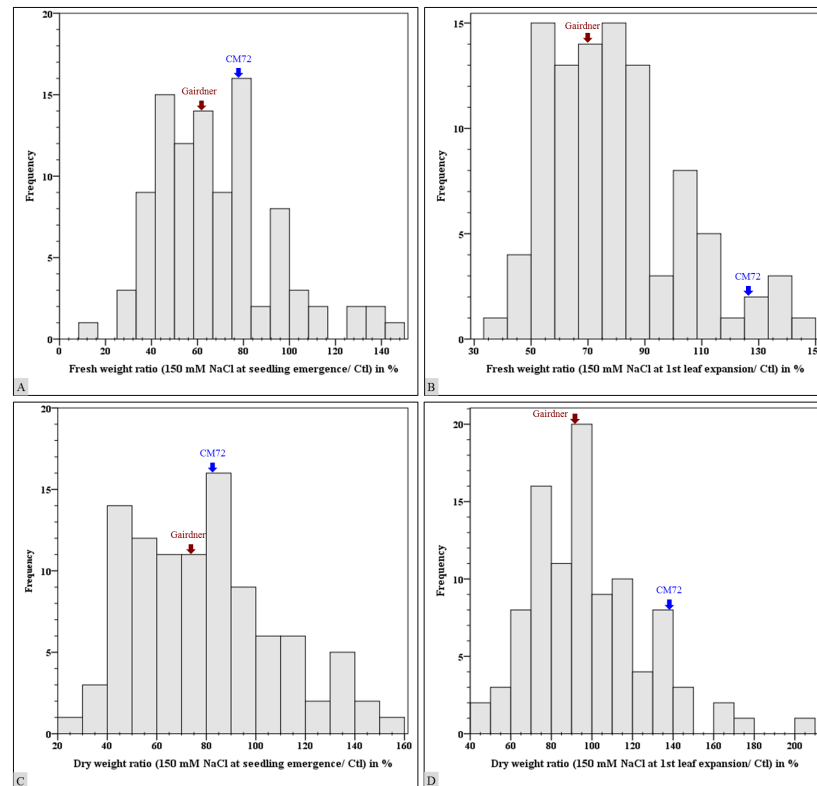 20
15
10
5
0
Frequency
Gairdner
CM72
0 20 40 60 80 100 120 140
Fresh weight ratio (150 mM NaCl at seedling emergence/ Ctl) in %
A
15
10
5
0
Frequency
Gairdner
CM72
30 50 70 90 110 130 150
Fresh weight ratio (150 mM NaCl at 1st leaf expansion/ Ctl) in %
B
20
15
10
5
0
Frequency
CM72
Gairdner
20 40 60 80 100 120 140 160
Dry weight ratio (150 mM NaCl at seedling emergence/ Ctl) in %
C
20
15
10
5
0
Frequency
Gairdner
CM72
40 60 80 100 120 140 160 180 200
Dry weight ratio (150 mM NaCl at 1st leaf expansion/ Ctl) in %
D